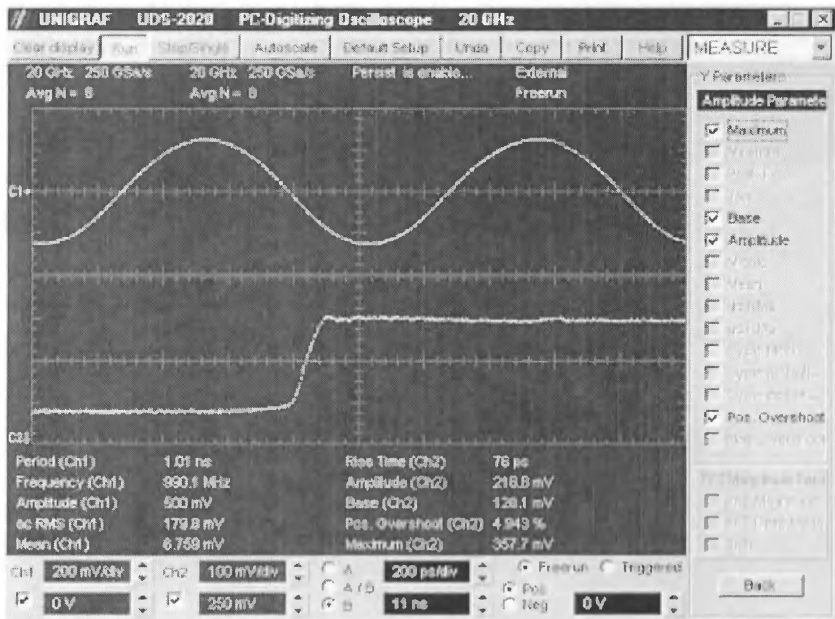 UNIGRAF UDS-2020 PC-Digitizing Oscilloscope 20 GHz
Clear display Run Stop/Single Autoscale Default Setup Undo Copy Print Help MEASURE
20 GHz 250 GSa/s 20 GHz 250 GSa/s Persist is enable... External
Avg N = 8 Avg N = 8 Freerun
Y Parameters
Amplitude Paramete
Maximum
C1
Base
Amplitude
Mean
Pos. Overshoot
Period (Ch1) 1.01 ns Rise Time (Ch2) 76 ps
Frequency (Ch1) 990.1 MHz Amplitude (Ch2) 218.8 mV
Amplitude (Ch1) 500 mV Base (Ch2) 128.1 mV
ac RMS (Ch1) 179.8 mV Pos. Overshoot (Ch2) 4.943 %
Mean (Ch1) 6.759 mV Maximum (Ch2) 357.7 mV
Ch1 200 mV/div Ch2 100 mV/div A 200 ps/div Freerun Triggered
A / B Pos
0 V 250 mV B 11 ns Neg 0 V
Back